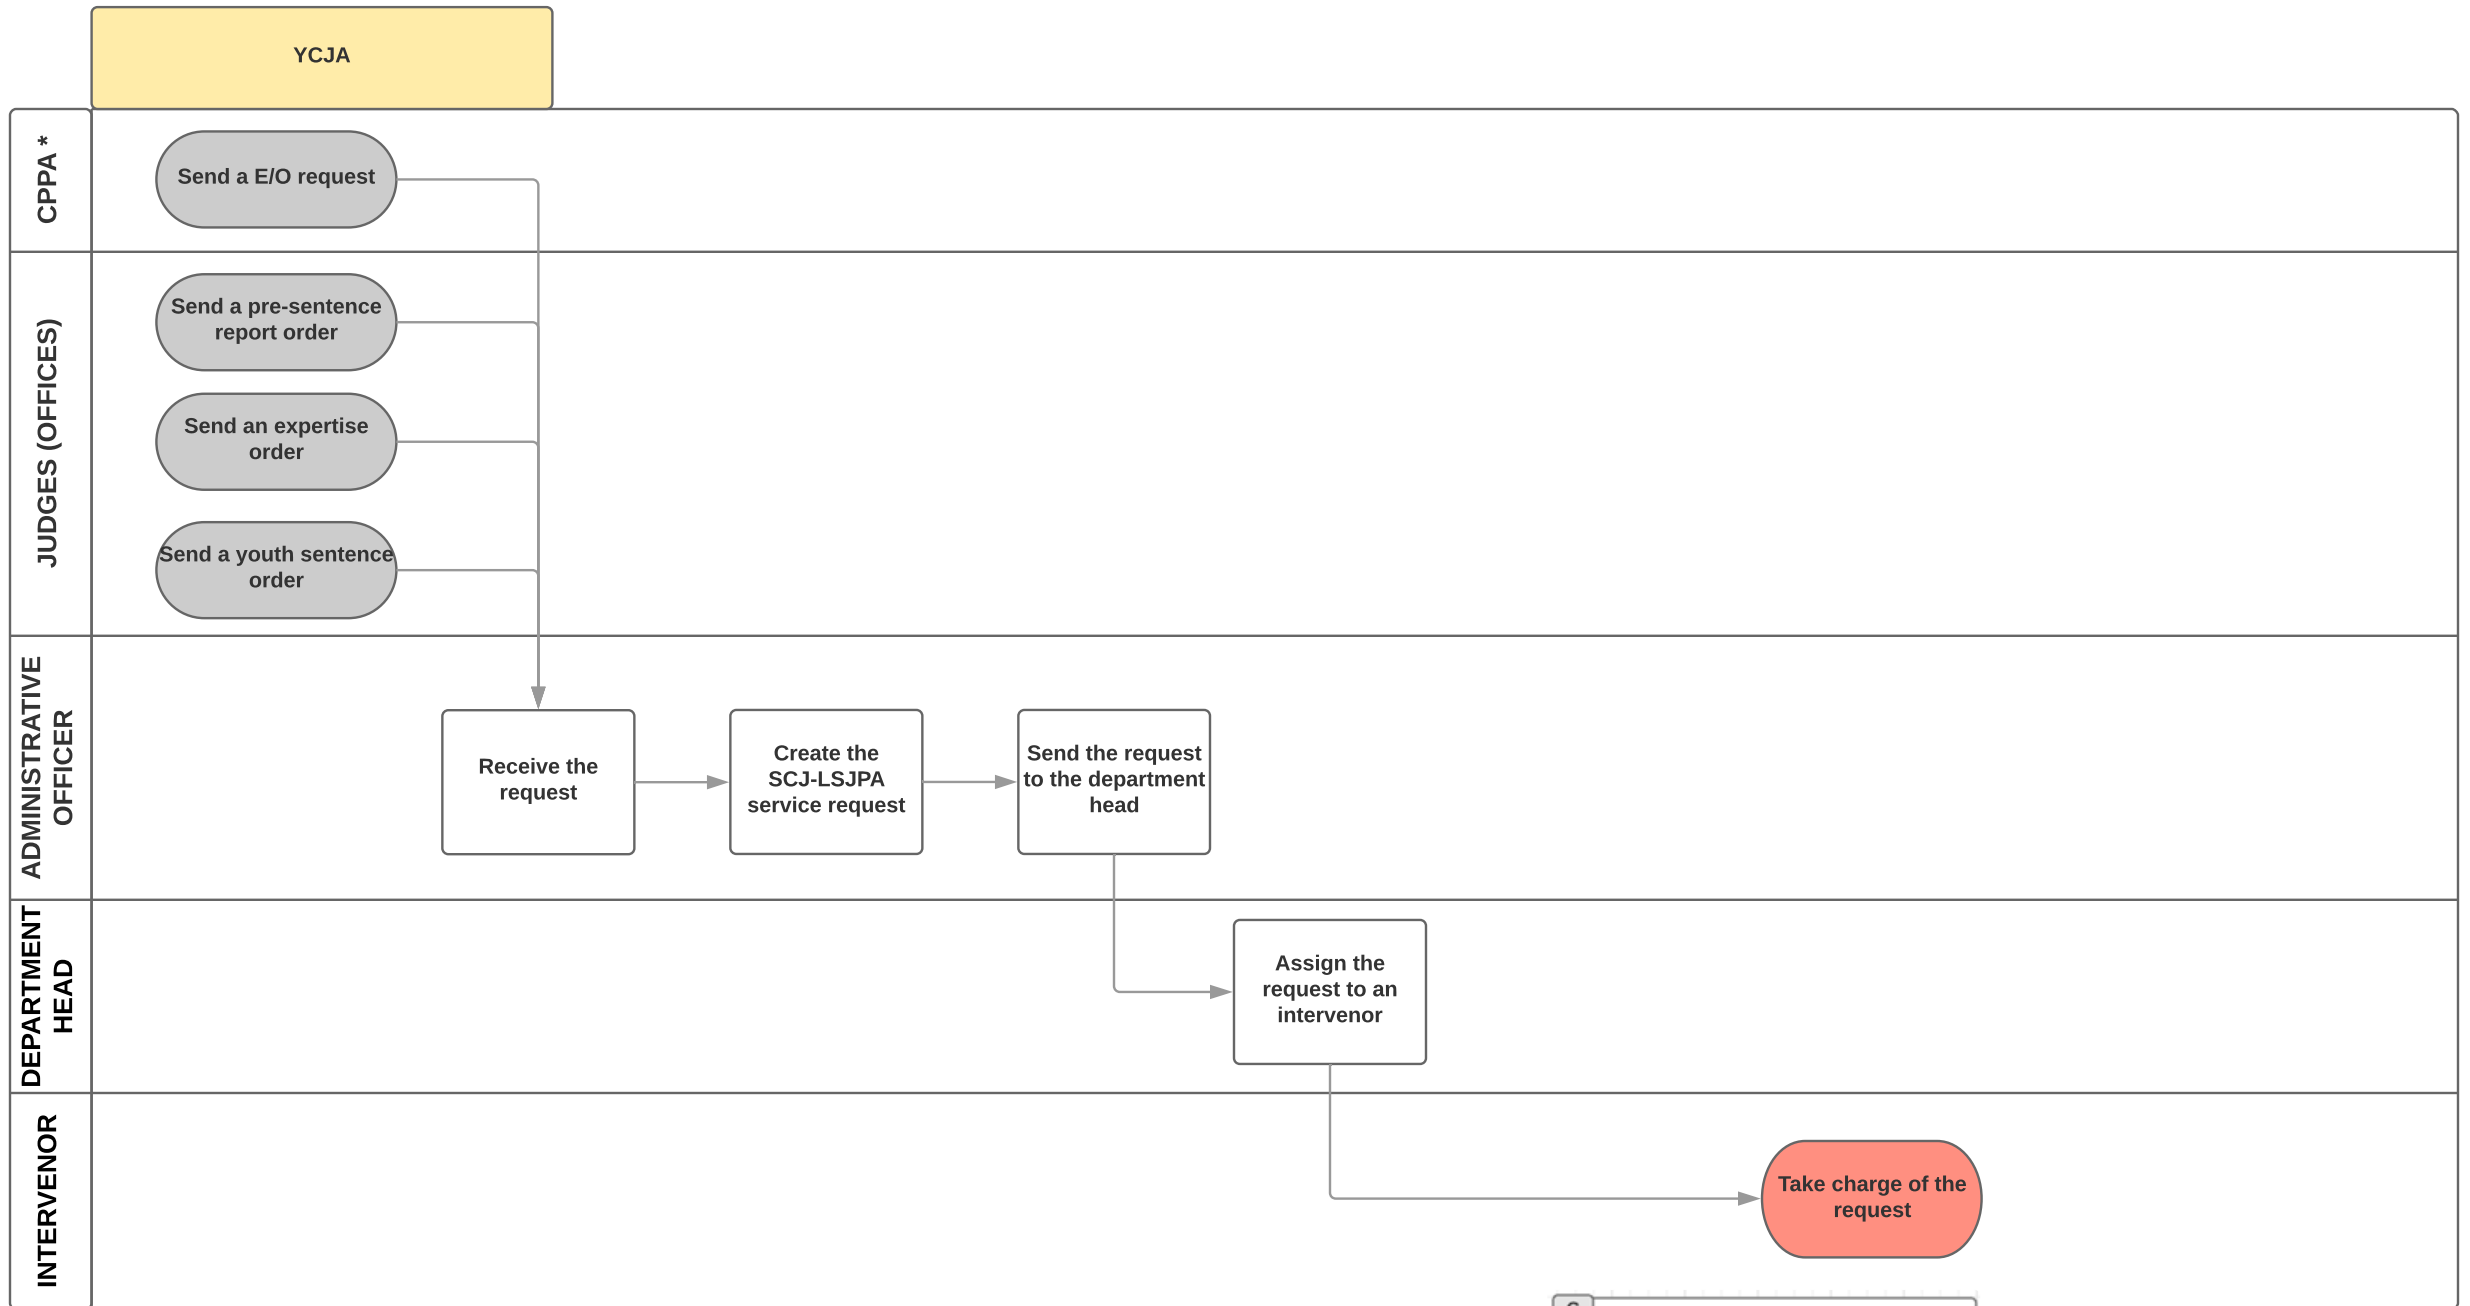 YCJA
CPPA *
Send a E/O request
JUDGES (OFFICES)
Send a pre-sentence
report order
Send an expertise
order
Send a youth sentence
order
ADMINISTRATIVE
OFFICER
Receive the
request
Create the
SCJ-LSJPA
service request
Send the request
to the department
head
DEPARTMENT
HEAD
Assign the
request to an
intervenor
INTERVENOR
Take charge of the
request